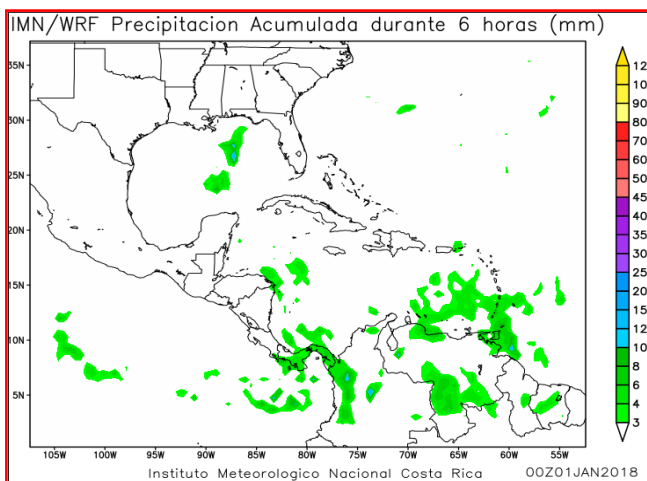 IMN/WRF Precipitacion Acumulada durante 6 horas (mm)
35N
30N
25N
20N
15N
10N
5N
105W 100W 95W 90W 85W 80W 75W 70W 65W 60W 55W
12
10
90
80
70
60
50
45
40
35
30
25
20
15
12
10
8
6
4
3
Instituto Meteorologico Nacional Costa Rica 00Z01JAN2018